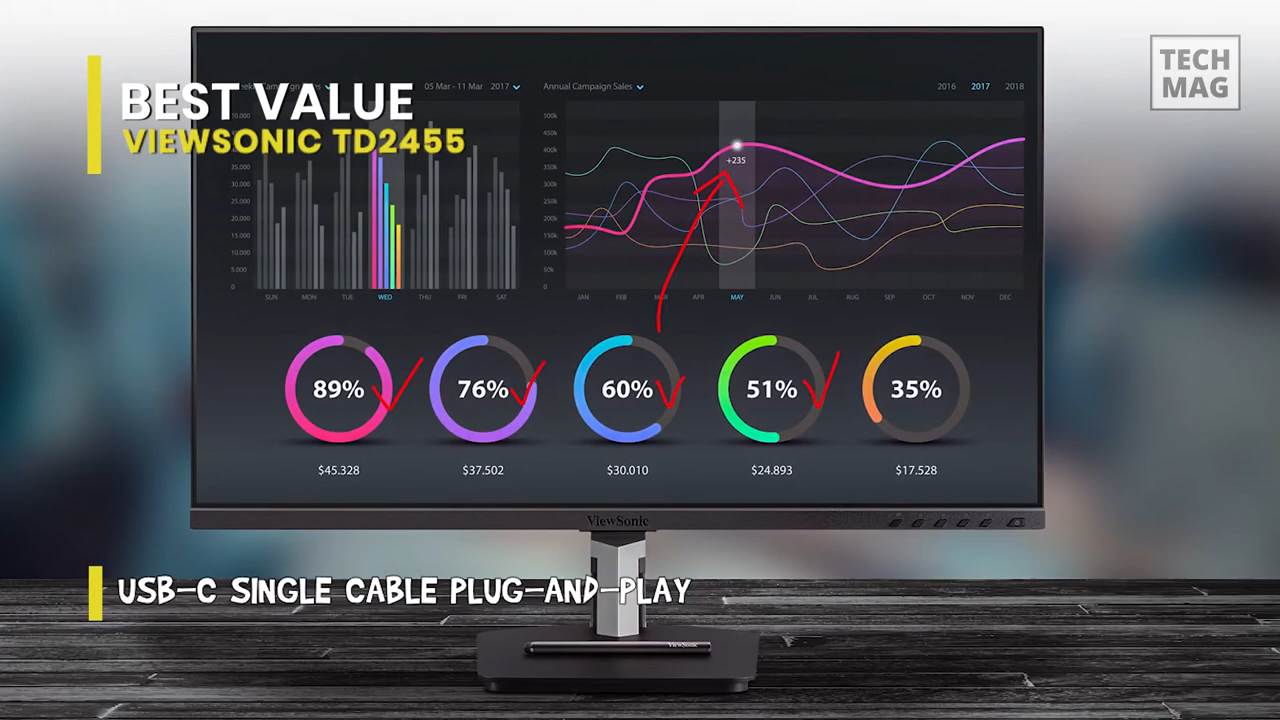 TECH
MAG
BEST VALUE
VIEWSONIC TD2455
05 Mar - 11 Mar 2017
Annual Campaign Sales
2016 2017 2018
35.000
30.000
25.000
20.000
15.000
10.000
5.000
0
SUN MON TUE WED THU FRI SAT
500k
450k
400k
350k
300k
250k
200k
150k
100k
50k
0
+235
JAN FEB MAR APR MAY JUN JUL AUG SEP OCT NOV DEC
89% 76% 60% 51% 35%
$45.328 $37.502 $30.010 $24.893 $17.528
ViewSonic
USB-C SINGLE CABLE PLUG-AND-PLAY
ViewSonic